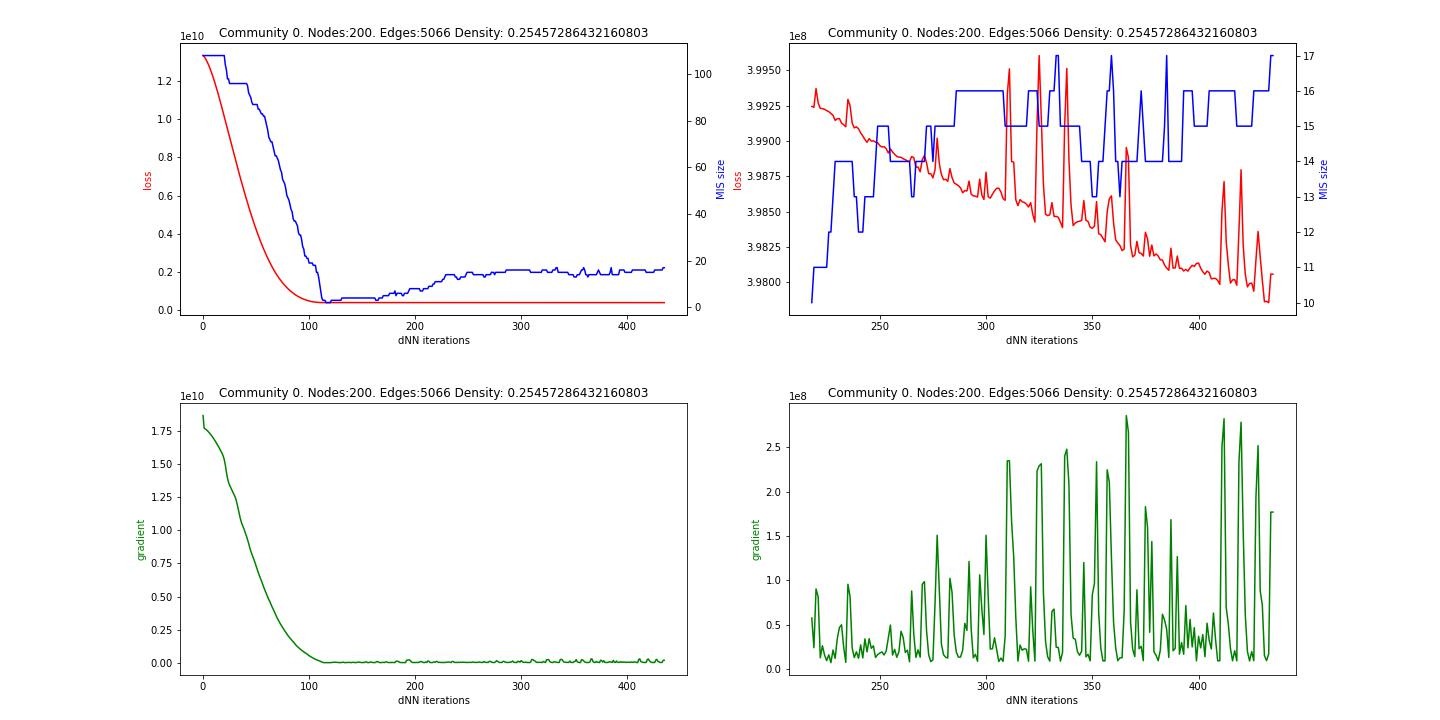 Community 0. Nodes:200. Edges:5066 Density: 0.25457286432160803
1e10
1.2
1.0
0.8
0.6
0.4
0.2
0.0
loss
100
80
60
40
20
0
MIS size
0 100 200 300 400
dNN iterations
Community 0. Nodes:200. Edges:5066 Density: 0.25457286432160803
1e8
3.9950
3.9925
3.9900
3.9875
3.9850
3.9825
3.9800
loss
17
16
15
14
13
12
11
10
MIS size
250 300 350 400
dNN iterations
Community 0. Nodes:200. Edges:5066 Density: 0.25457286432160803
1e10
1.75
1.50
1.25
1.00
0.75
0.50
0.25
0.00
gradient
0 100 200 300 400
dNN iterations
Community 0. Nodes:200. Edges:5066 Density: 0.25457286432160803
1e8
2.5
2.0
1.5
1.0
0.5
0.0
gradient
250 300 350 400
dNN iterations